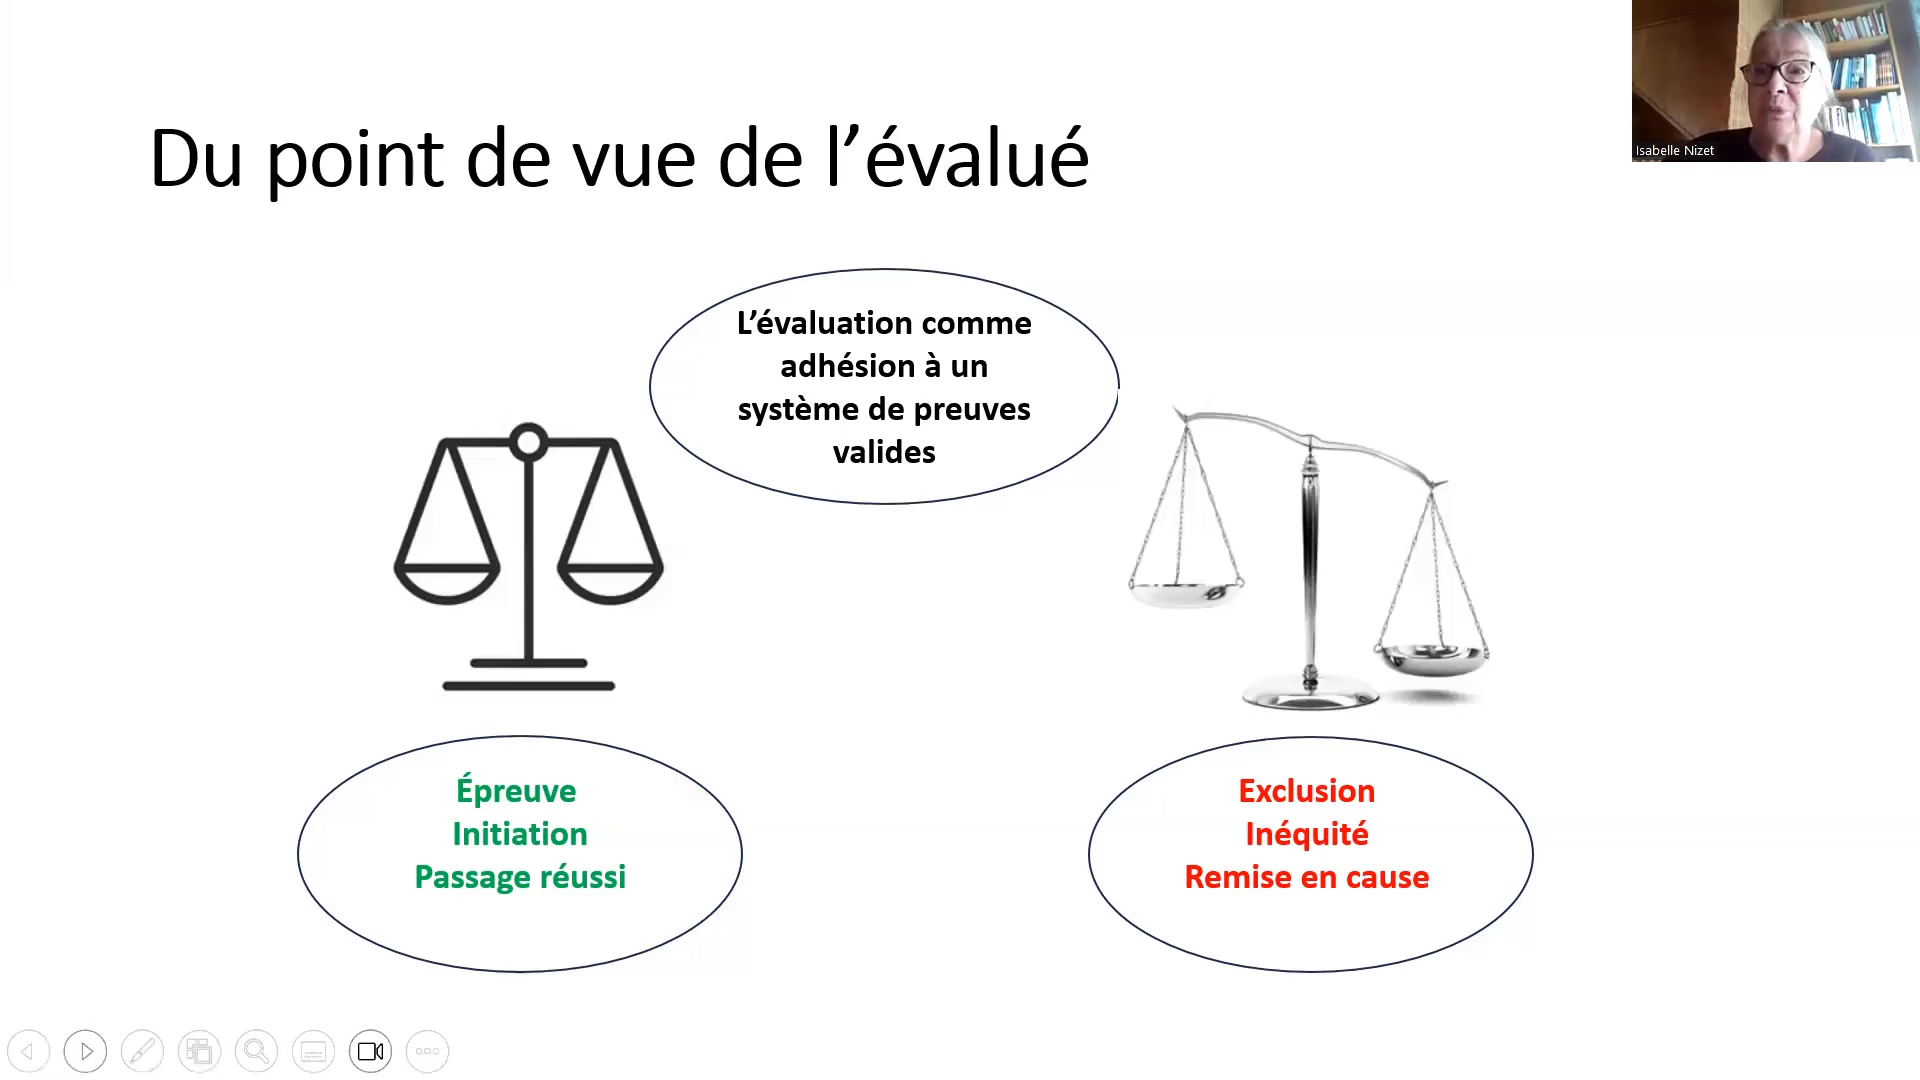 Isabelle Nizet
Du point de vue de l’évalué
L’évaluation comme
adhésion à un
système de preuves
valides
Épreuve
Initiation
Passage réussi
Exclusion
Inéquité
Remise en cause